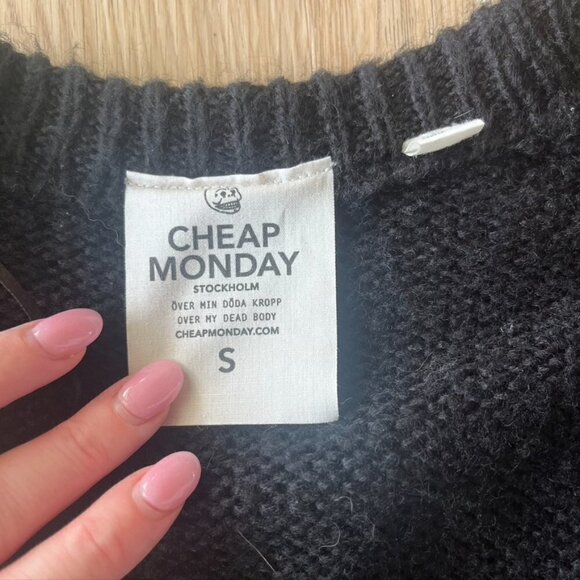 CHEAP
MONDAY
STOCKHOLM
ÖVER MIN DÖDA KROPP
OVER MY DEAD BODY
CHEAPMONDAY.COM
S